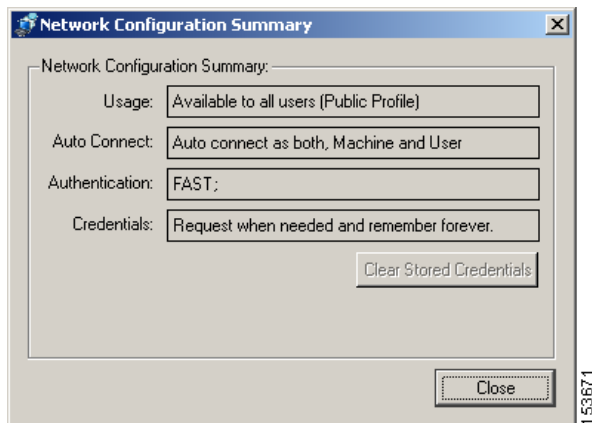 Network Configuration Summary
Network Configuration Summary:
Usage: Available to all users (Public Profile)
Auto Connect: Auto connect as both, Machine and User
Authentication: FAST;
Credentials: Request when needed and remember forever.
Clear Stored Credentials
Close
153671